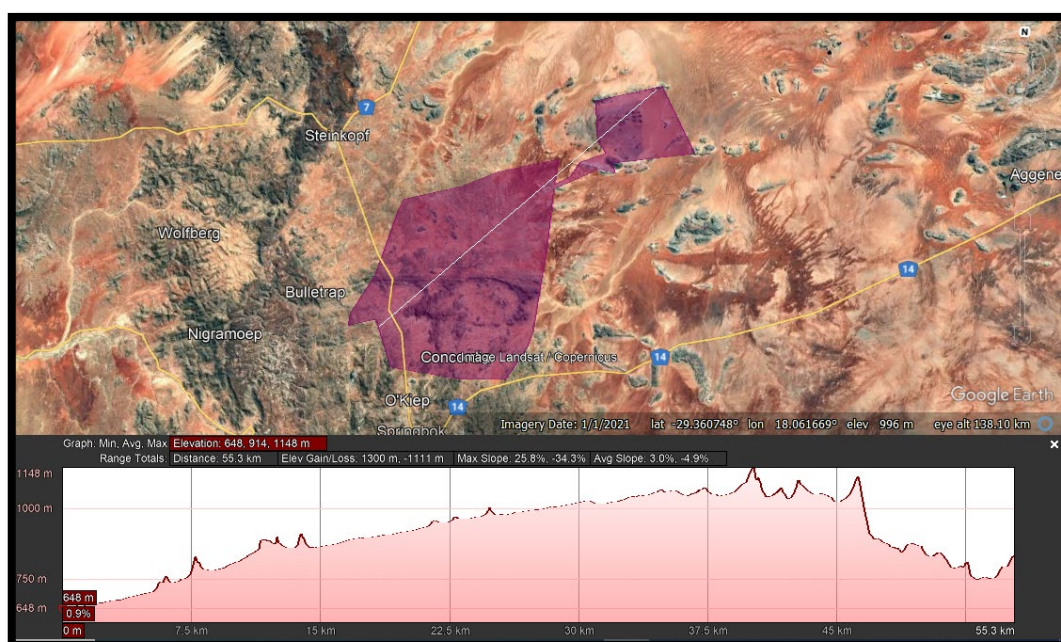 N
7
Steinkopf
Aggene
Wolfberg
14
Bulletrap
Nigramoep
Image Landsat / Copernicus
14
Google Earth
O'Kiep
14
Springbok
Imagery Date: 1/1/2021 lat -29.360748° lon 18.061669° elev 996 m eye alt 138.10 km
Graph: Min, Avg, Max Elevation: 648, 914, 1148 m
Range Totals: Distance: 55.3 km Elev Gain/Loss: 1300 m, -1111 m Max Slope: 25.8%, -34.3% Avg Slope: 3.0%, -4.9%
1148 m
1000 m
750 m
648 m
648 m
0.9%
0 m 7.5 km 15 km 22.5 km 30 km 37.5 km 45 km 55.3 km